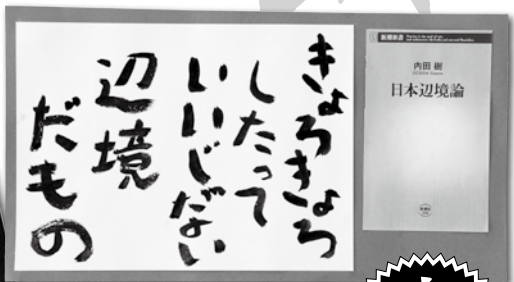 きょろきょろ
したって
いいじゃない
辺境
だもの
新潮新書
内田 樹
日本辺境論